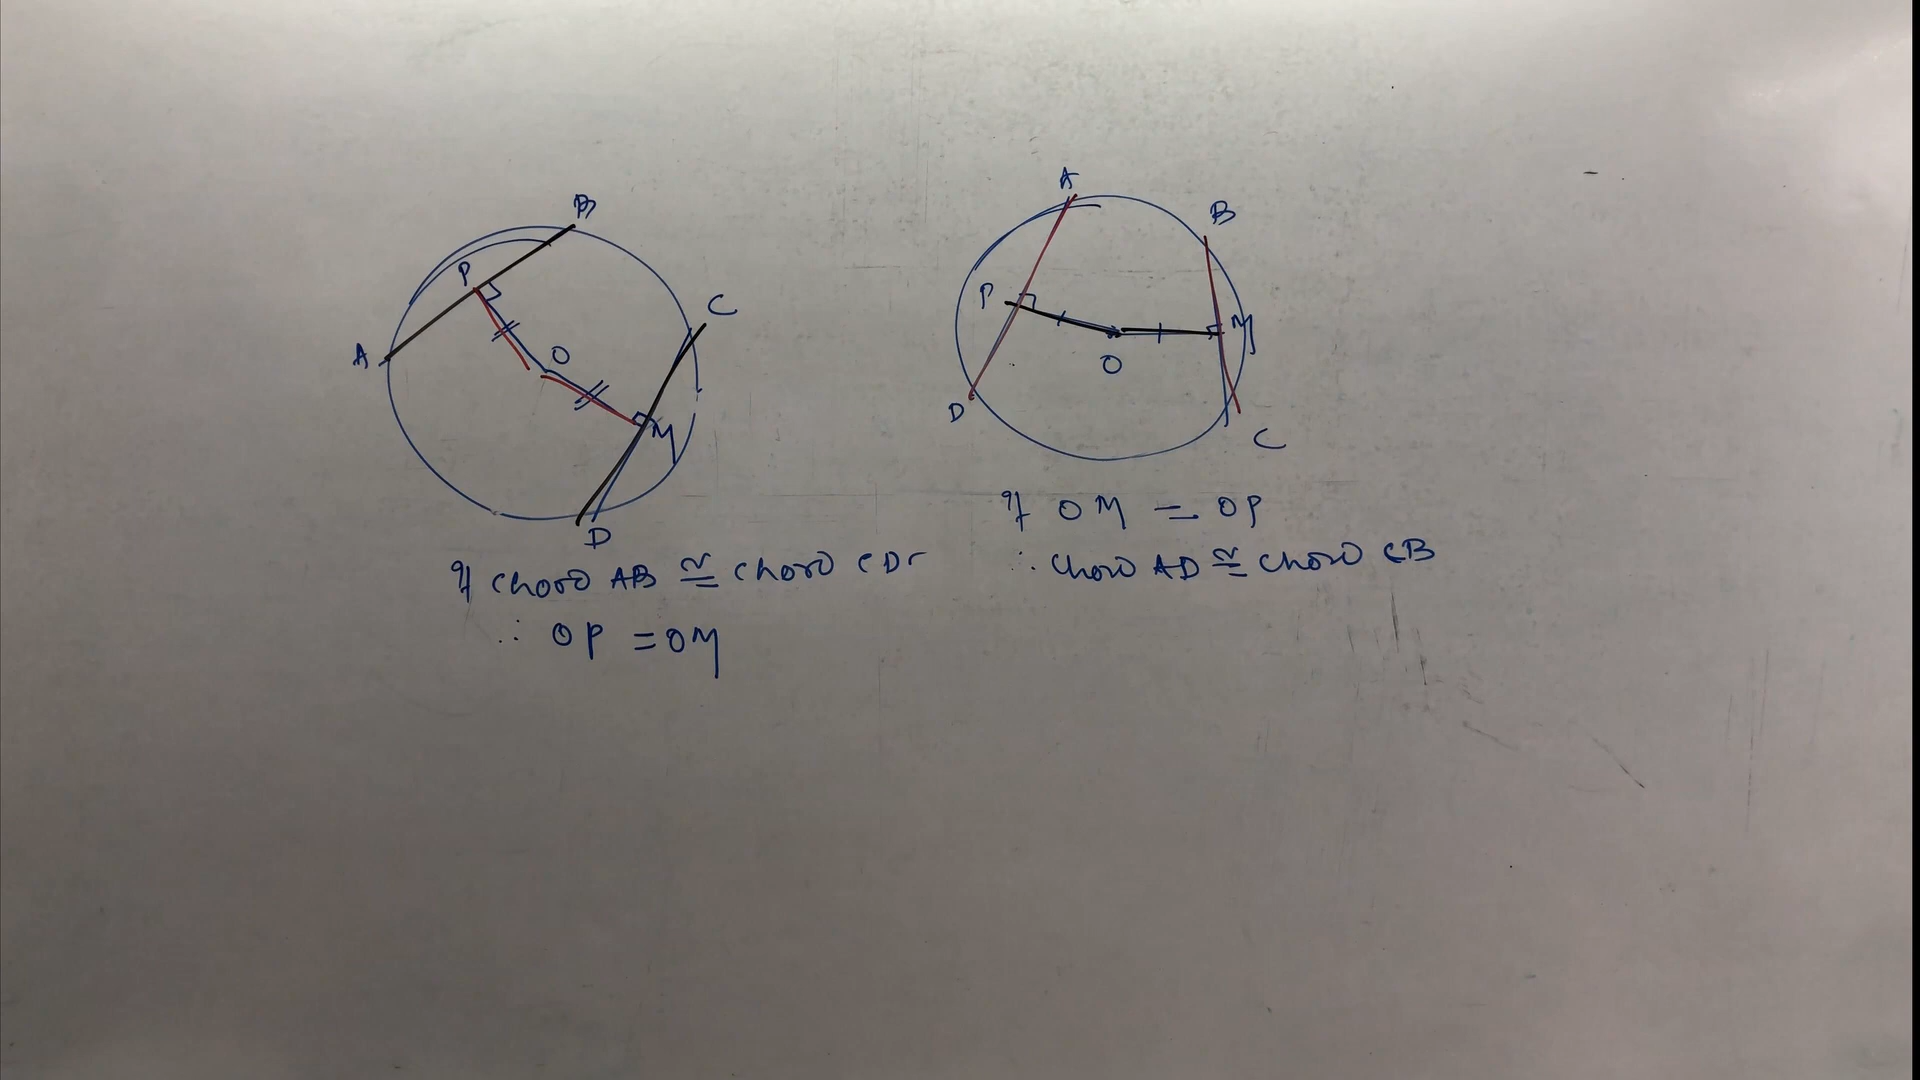 B
P
C
O
A
M
D
If chord AB ≅ chord CD
∴ OP = OM
A
B
P
M
O
D
C
If OM = OP
∴ chord AD ≅ chord CB